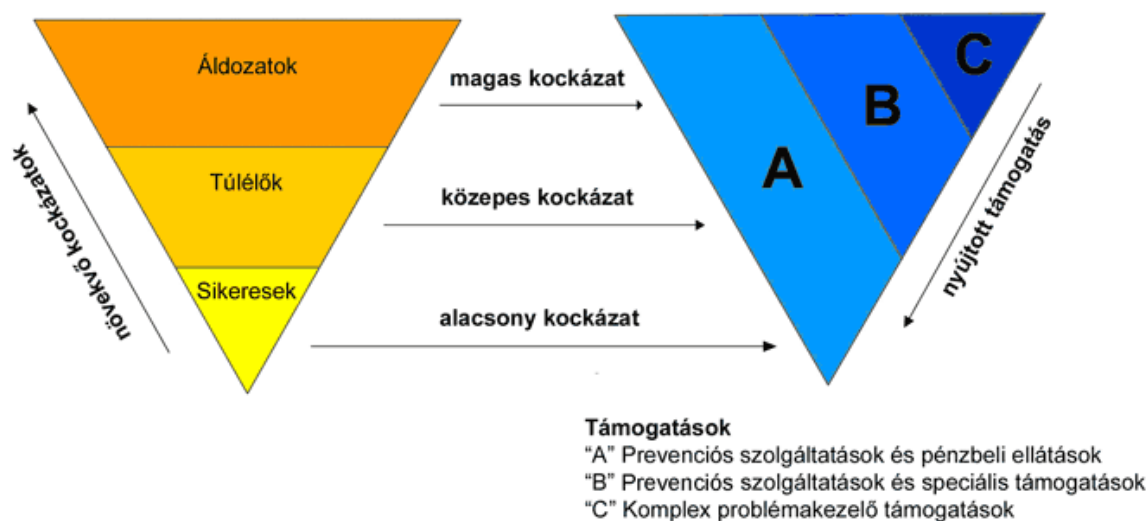 Áldozatok
Túlélők
Sikeresek
növekvő kockázatok
magas kockázat
közepes kockázat
alacsony kockázat
A
B
C
nyújtott támogatás
Támogatások
“A” Prevenciós szolgáltatások és pénzbeli ellátások
“B” Prevenciós szolgáltatások és speciális támogatások
“C” Komplex problémakezelő támogatások